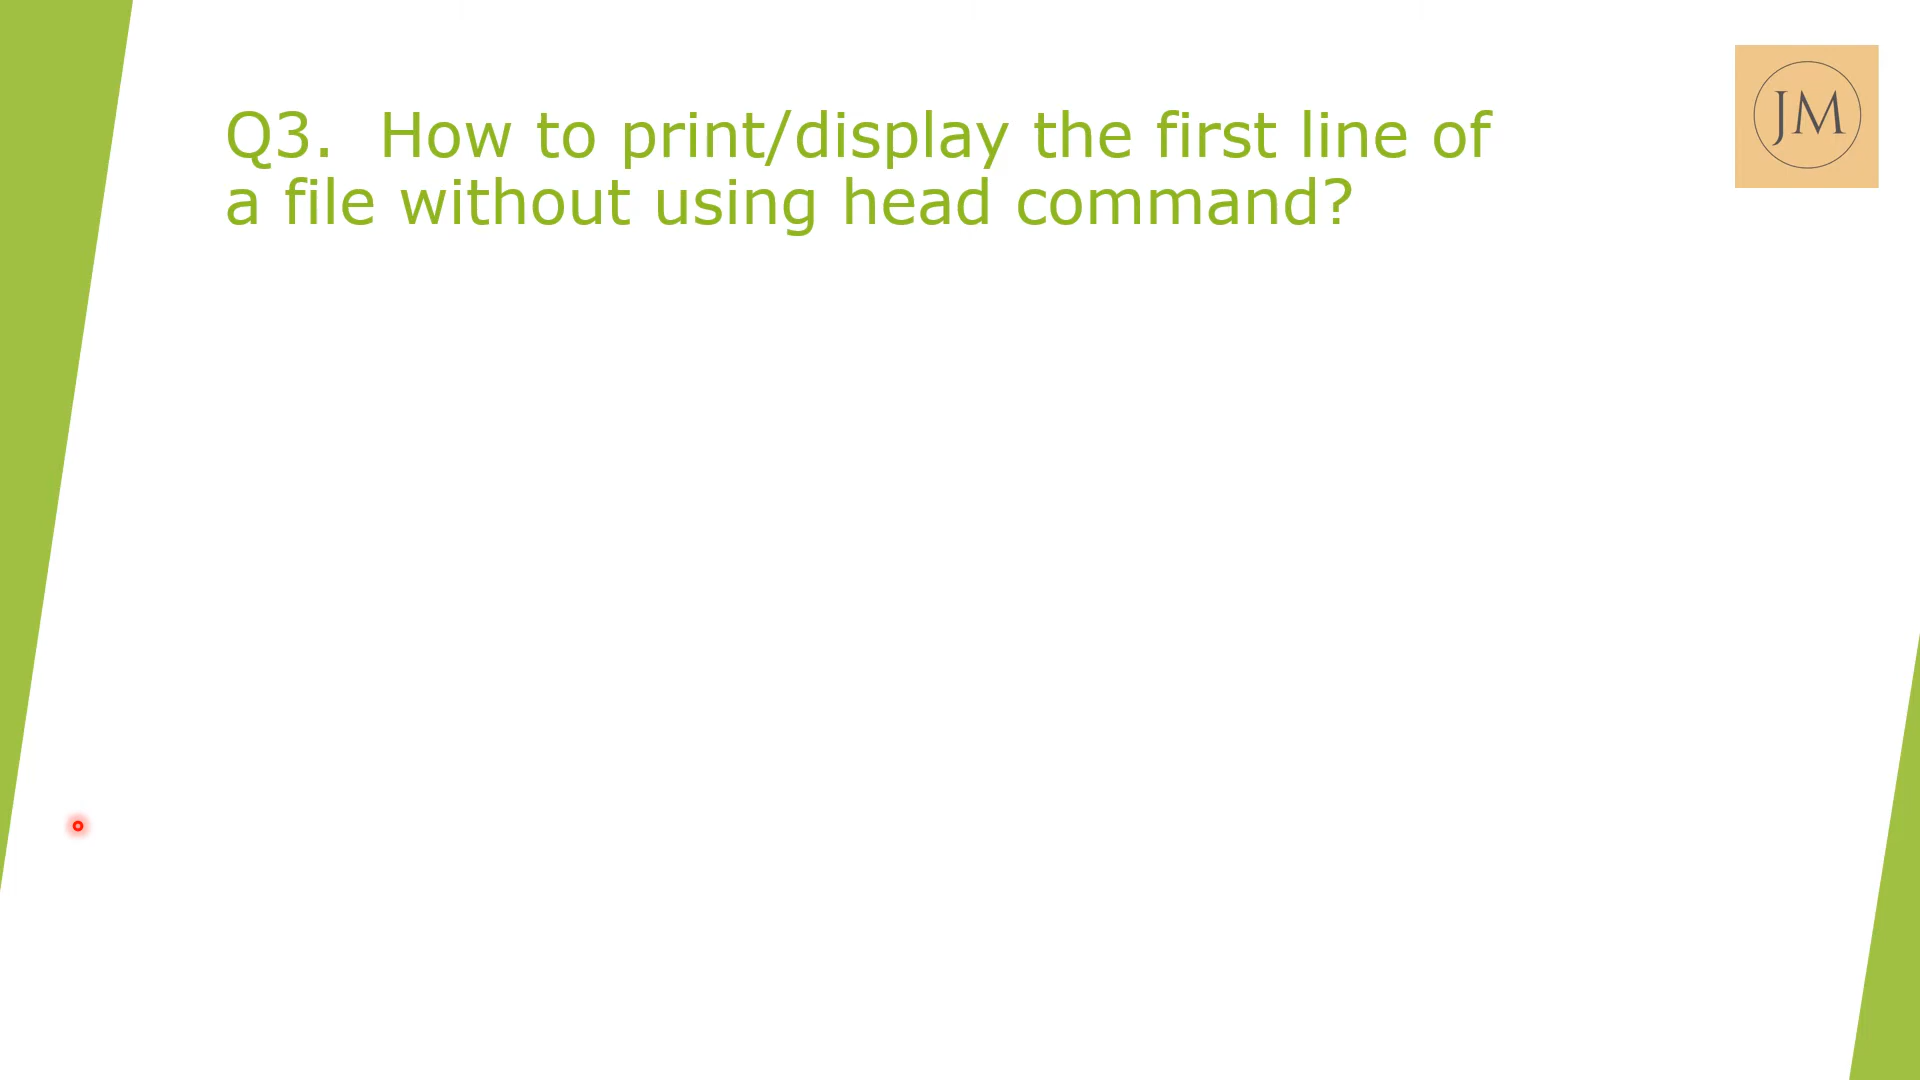 Q3.  How to print/display the first line of
a file without using head command?
JM